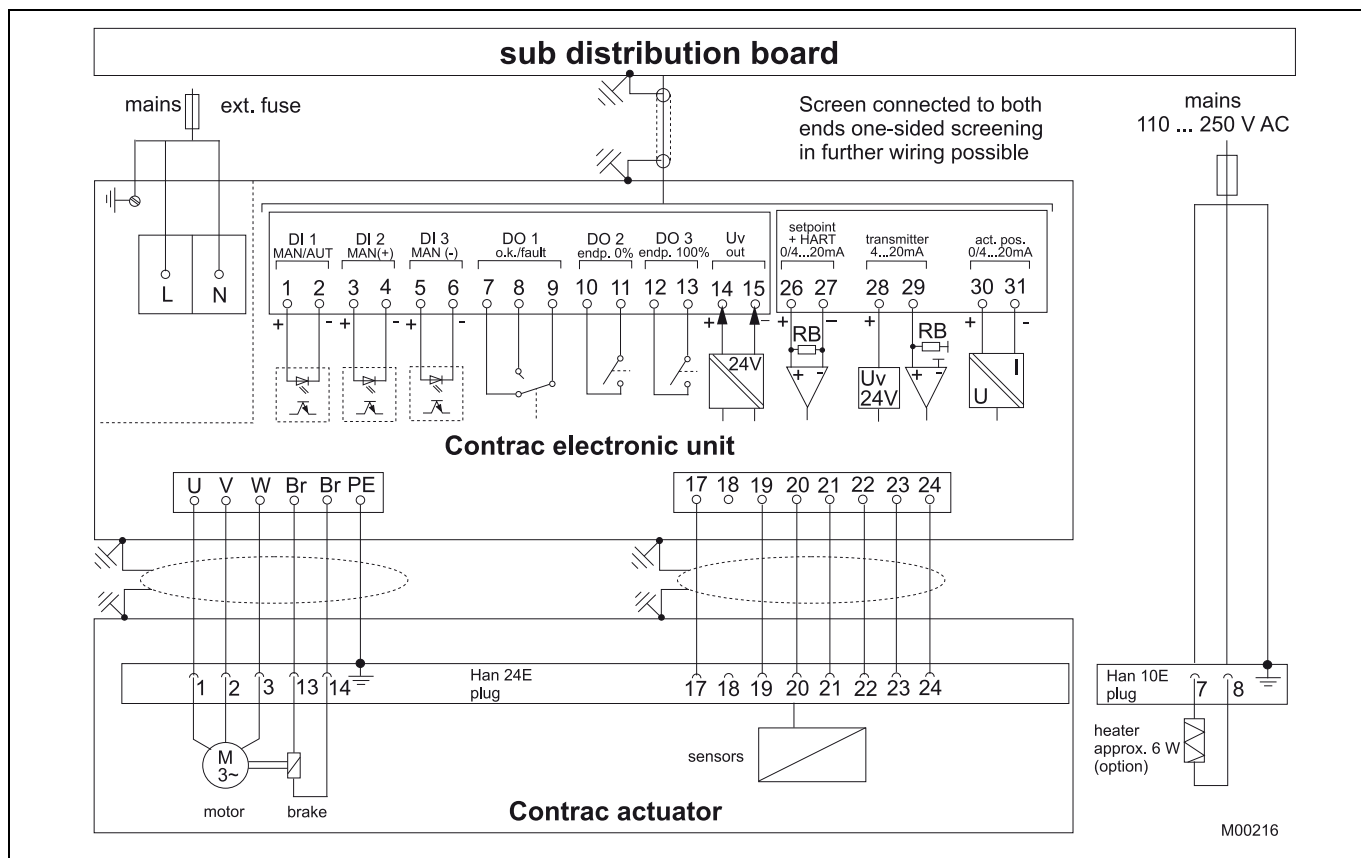 sub distribution board
mains
ext. fuse
Screen connected to both
ends one-sided screening
in further wiring possible
mains
110 ... 250 V AC
L
N
DI 1
MAN/AUT
DI 2
MAN(+)
DI 3
MAN (-)
DO 1
o.k./fault
DO 2
endp. 0%
DO 3
endp. 100%
Uv
out
setpoint
+ HART
0/4...20mA
transmitter
4...20mA
act. pos.
0/4...20mA
1 2 3 4 5 6 7 8 9 10 11 12 13 14 15 26 27 28 29 30 31
+ - + - + - + - + - + + -
RB
RB
24V
+ -
Uv
24V
+ -
I
U
Contrac electronic unit
U V W Br Br PE
17 18 19 20 21 22 23 24
1 2 3 13 14
Han 24E
plug
17 18 19 20 21 22 23 24
Han 10E
plug
7 8
M
3~
motor
brake
sensors
heater
approx. 6 W
(option)
Contrac actuator
M00216